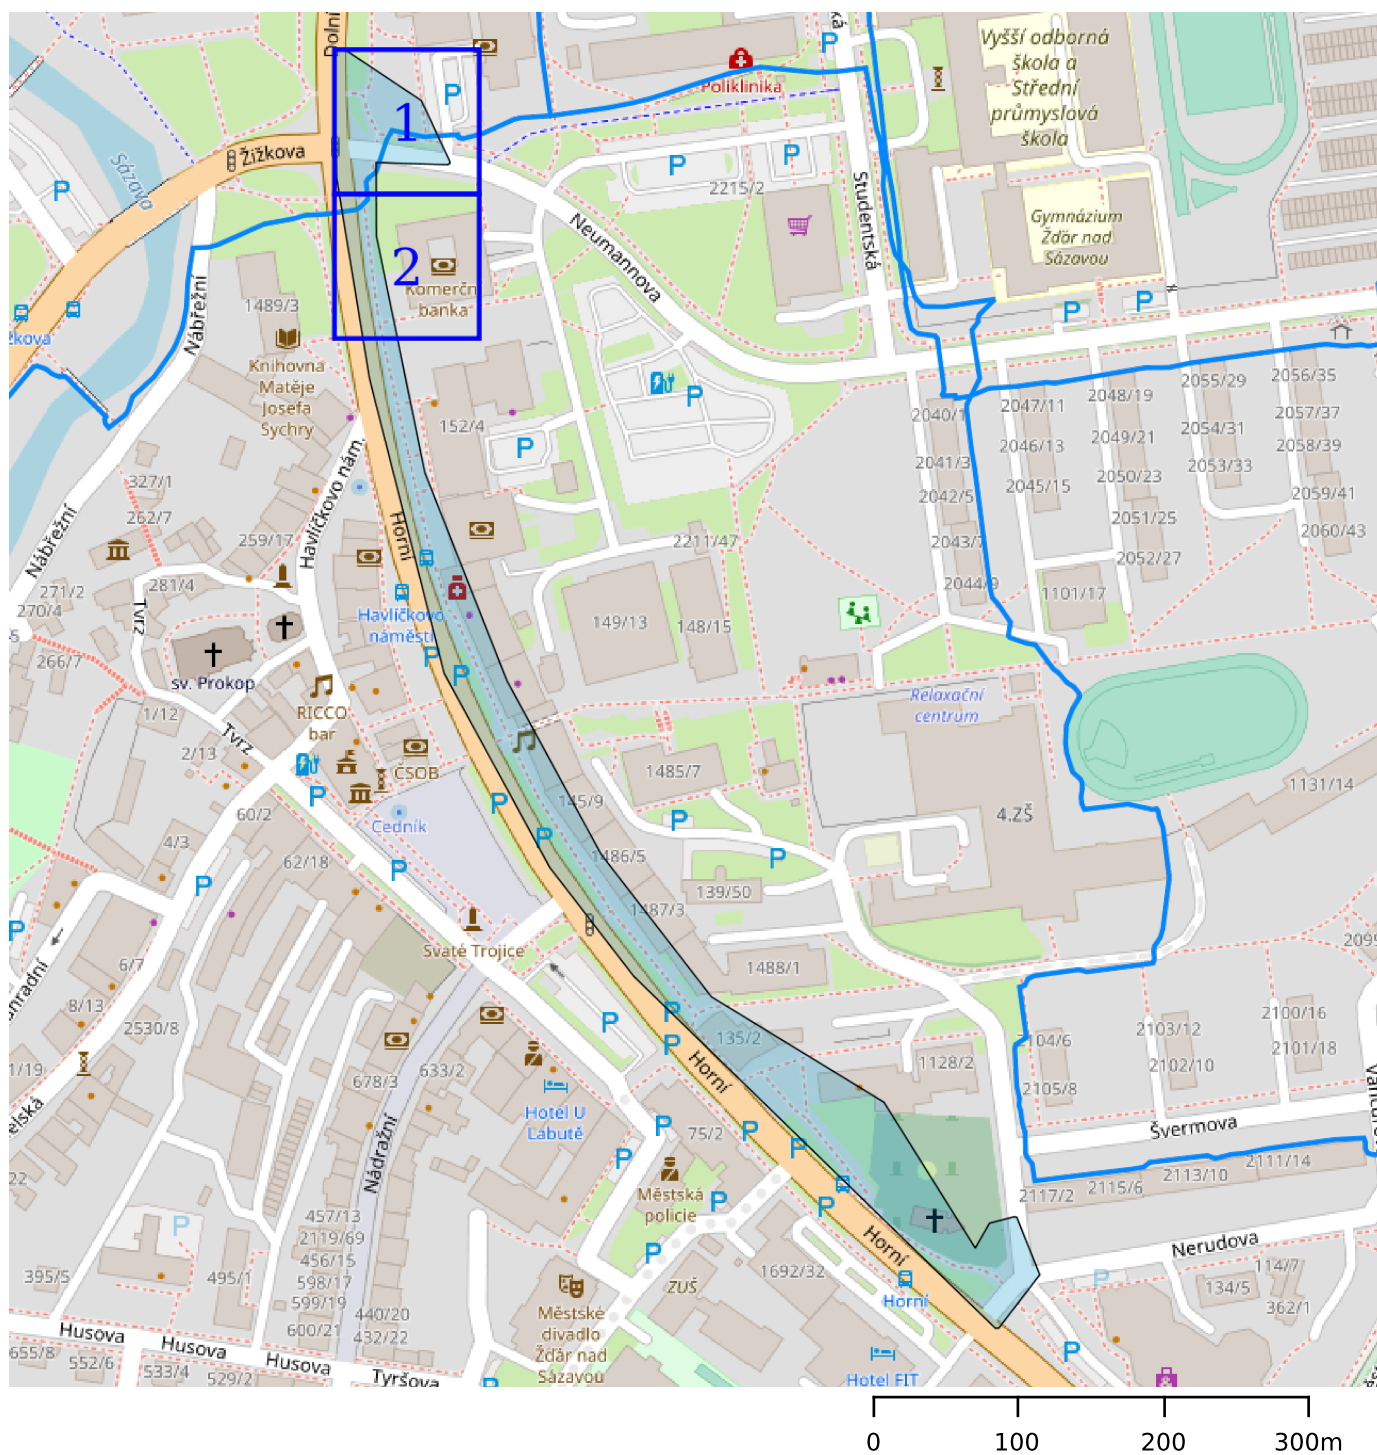 Dolní
ká
Vyšší odborná
škola a
Střední
průmyslová
škola
P
P
Poliklinika
1
Žižkova
Sázava
P
P
P
2215/2
Studentská
Gymnázium
Žďár nad
Sázavou
Neumannova
2
Komerčn
banka
Nábřežní
1489/3
P
P
žkova
Knihovna
Matěje
Josefa
Sychry
152/4
P
P
2040/1
2047/11
2048/19
2055/29
2056/35
2057/37
2046/13
2049/21
2054/31
2058/39
2041/3
2050/23
2053/33
2042/5
2045/15
2059/41
2051/25
2060/43
2043/7
2052/27
2044/9
1101/17
327/1
262/7
259/17
Havlíčkovo nám.
Horní
2211/47
Nábřežní
271/2
270/4
281/4
Tvrz
Havlíčkovo
náměstí
149/13
148/15
266/7
sv. Prokop
P
P
Relaxační
centrum
RICCO
bar
1/12
Tvrz
2/13
ČSOB
1485/7
1131/14
P
P
145/9
P
4.ZŠ
60/2
Cedník
P
P
4/3
62/18
P
1486/5
P
139/50
P
1487/3
P
Svaté Trojice
6/7
1488/1
2099
8/13
2530/8
P
P
P
135/2
Horní
1128/2
2104/6
2103/12
2100/16
2102/10
2101/18
1/19
678/3
633/2
2105/8
Hotel U
Labutě
P
75/2
P
P
P
Švermova
Nádražní
Městská
policie
P
P
2117/2
2115/6
2113/10
2111/14
22
P
457/13
2119/69
456/15
598/17
599/19
600/21
P
ZUŠ
1692/32
Horní
Horní
Nerudova
P
114/7
134/5
362/1
395/5
495/1
440/20
432/22
Městské
divadlo
Žďár nad
Sázavou
Husova
Husova
Husova
Tyršova
655/8
552/6
533/4
529/2
P
Hotel FIT
P
0 100 200 300m